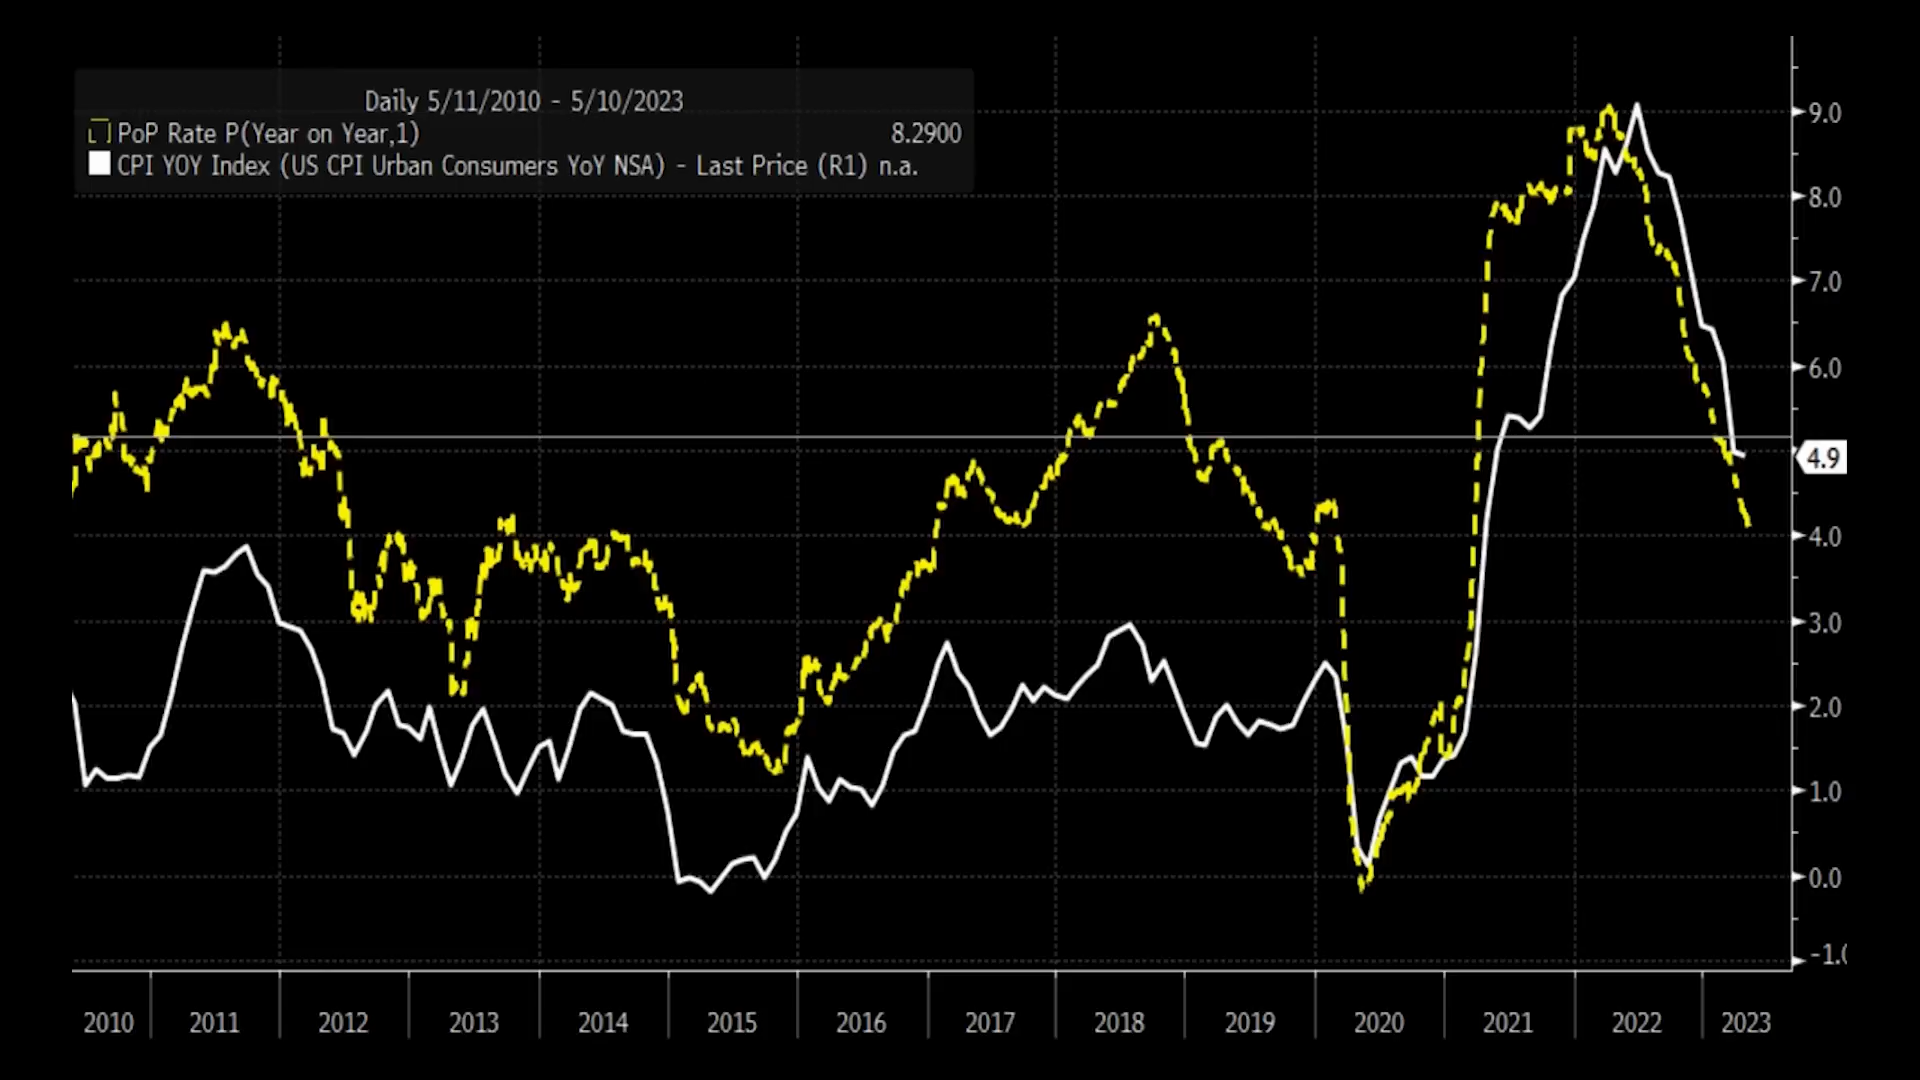 Daily 5/11/2010 - 5/10/2023
PoP Rate P(Year on Year,1) 8.2900
CPI YOY Index (US CPI Urban Consumers YoY NSA) - Last Price (R1) n.a.
9.0
8.0
7.0
6.0
4.9
4.0
3.0
2.0
1.0
0.0
-1.0
2010 2011 2012 2013 2014 2015 2016 2017 2018 2019 2020 2021 2022 2023